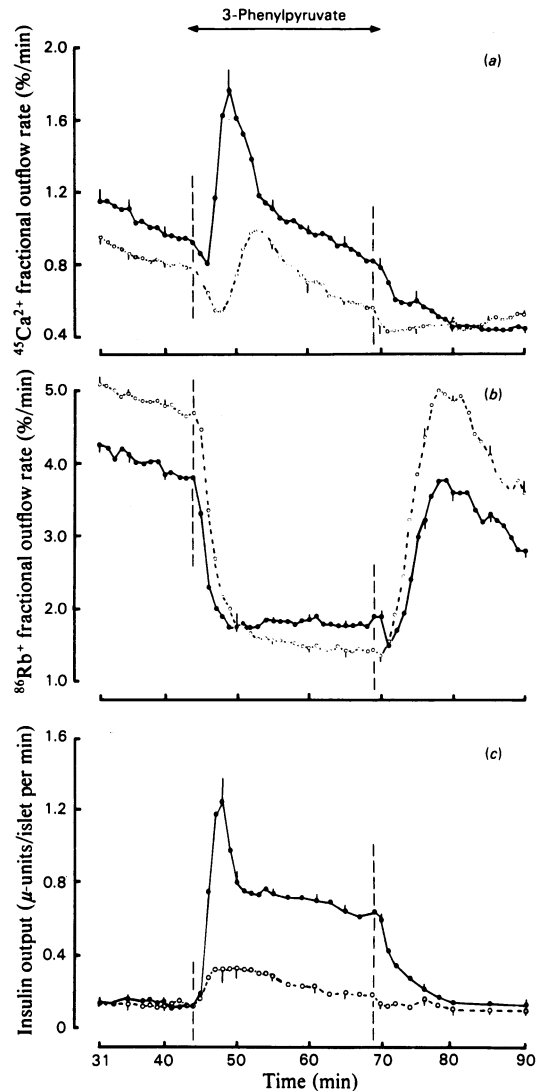 3-Phenylpyruvate
(a)
⁴⁵Ca²⁺ fractional outflow rate (%/min)
2.0
1.6
1.2
0.8
0.4
(b)
⁸⁶Rb⁺ fractional outflow rate (%/min)
5.0
4.0
3.0
2.0
1.0
(c)
Insulin output (μ-units/islet per min)
1.6
1.2
0.8
0.4
0
31 40 50 60 70 80 90
Time (min)